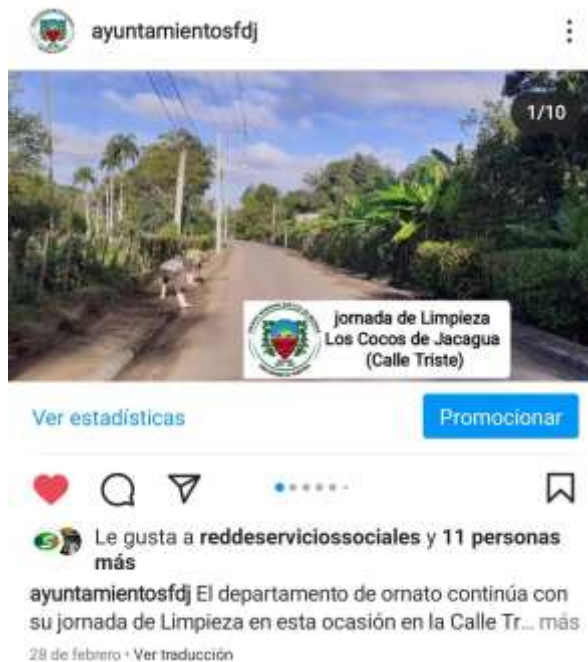 ayuntamientosfdj
1/10
jornada de Limpieza
Los Cocos de Jacagua
(Calle Triste)
Ver estadísticas
Promocionar
Le gusta a reddeserviciossociales y 11 personas
más
ayuntamientosfdj El departamento de ornato continúa con
su jornada de Limpieza en esta ocasión en la Calle Tr... más
28 de febrero • Ver traducción